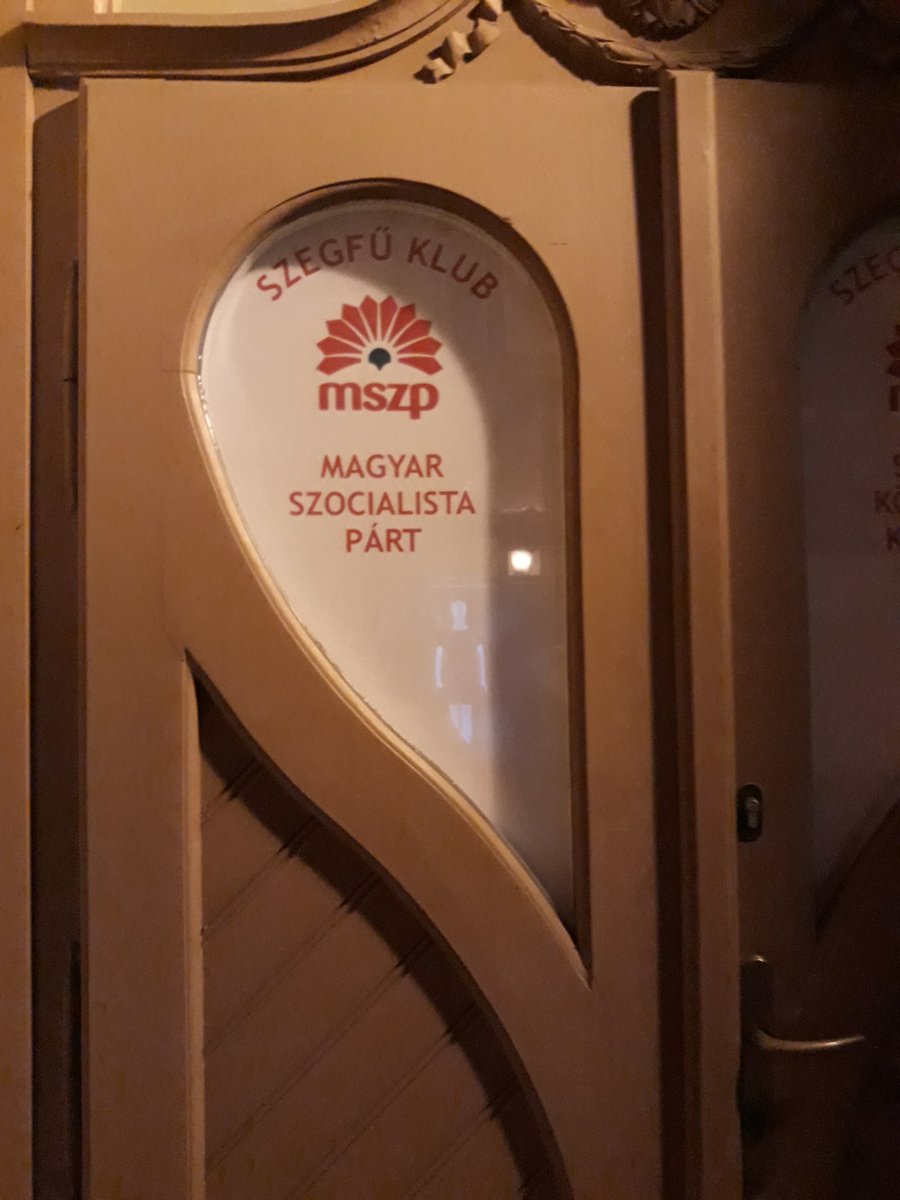 SZEGFŰ KLUB
mszp
MAGYAR
SZOCIALISTA
PÁRT